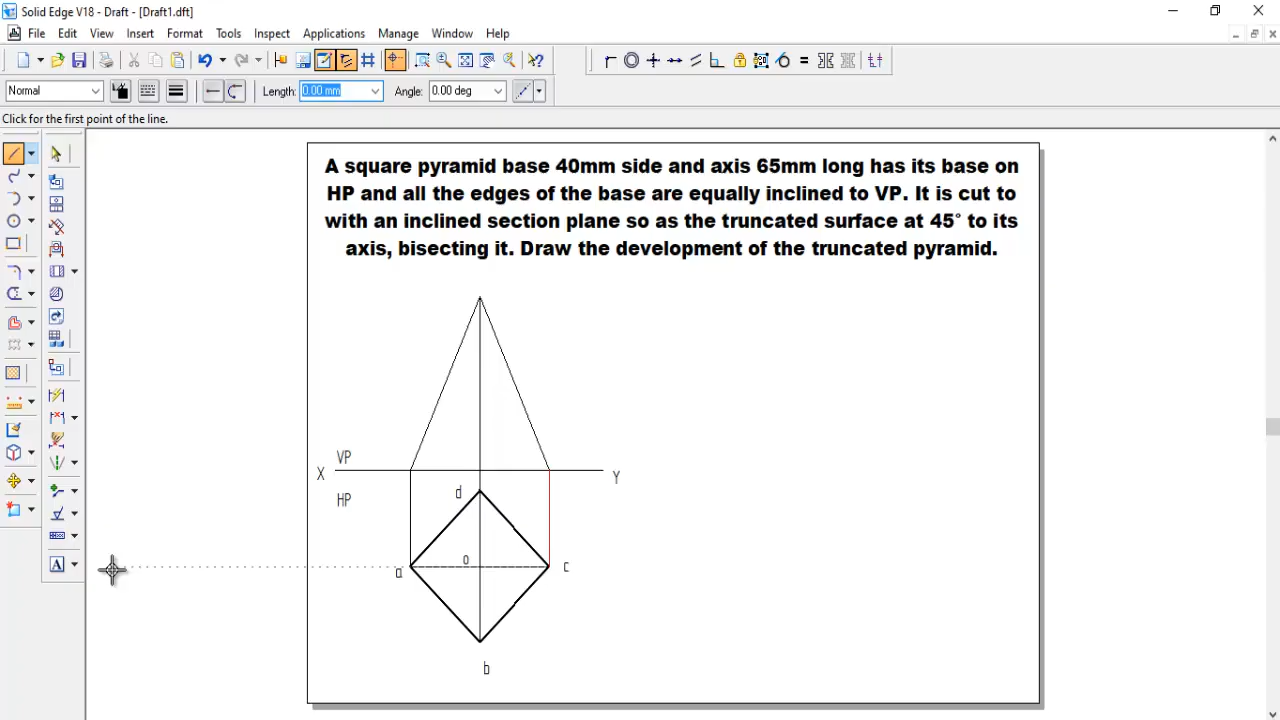 Solid Edge V18 - Draft - [Draft1.dft]
File Edit View Insert Format Tools Inspect Applications Manage Window Help
Normal Length: 0.00 mm Angle: 0.00 deg
Click for the first point of the line.
A square pyramid base 40mm side and axis 65mm long has its base on
HP and all the edges of the base are equally inclined to VP. It is cut to
with an inclined section plane so as the truncated surface at 45˚ to its
axis, bisecting it. Draw the development of the truncated pyramid.
VP
X Y
HP
d
o
a c
b
A